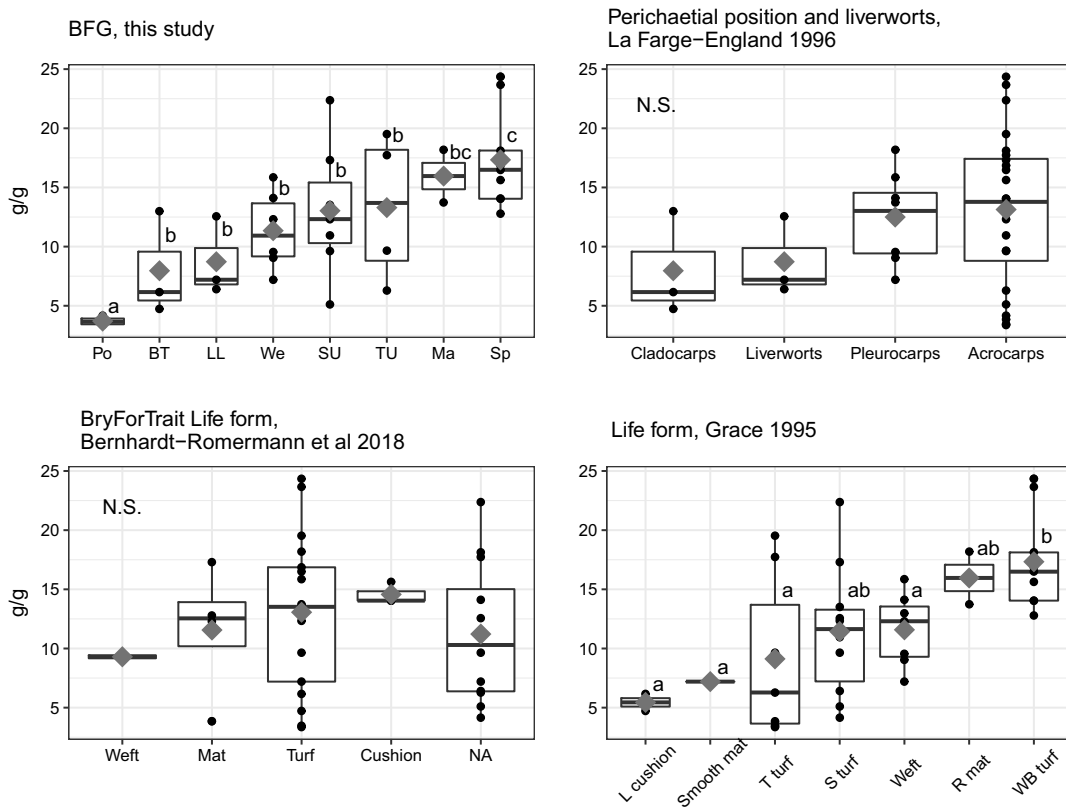 BFG, this study
g/g
25
20
15
10
5
a
b
b
b
b
b
bc
c
Po BT LL We SU TU Ma Sp
Perichaetial position and liverworts,
La Farge−England 1996
25
20
15
10
5
N.S.
Cladocarps Liverworts Pleurocarps Acrocarps
BryForTrait Life form,
Bernhardt−Romermann et al 2018
g/g
25
20
15
10
5
N.S.
Weft Mat Turf Cushion NA
Life form, Grace 1995
25
20
15
10
5
a
a
a
ab
a
ab
b
L cushion Smooth mat T turf S turf Weft R mat WB turf